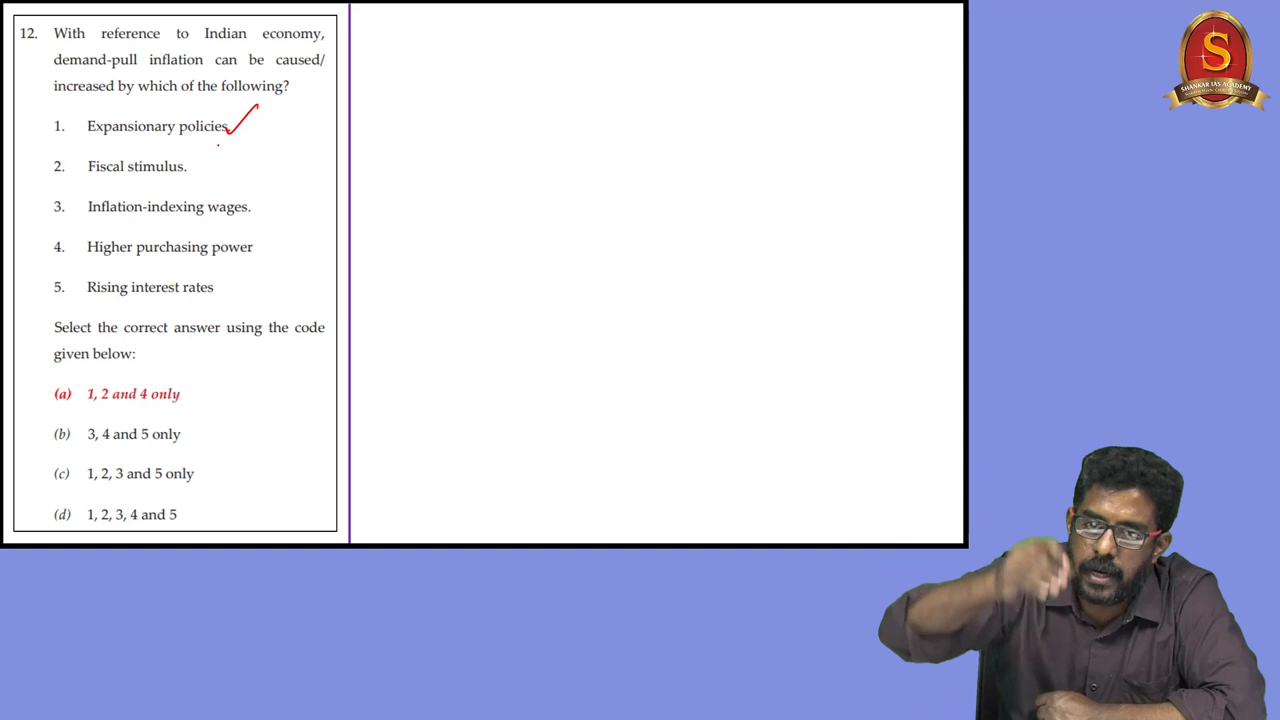 12. With reference to Indian economy,
demand-pull inflation can be caused/
increased by which of the following?
1. Expansionary policies.
2. Fiscal stimulus.
3. Inflation-indexing wages.
4. Higher purchasing power
5. Rising interest rates
Select the correct answer using the code
given below:
(a) 1, 2 and 4 only
(b) 3, 4 and 5 only
(c) 1, 2, 3 and 5 only
(d) 1, 2, 3, 4 and 5
S
SHANKAR IAS ACADEMY